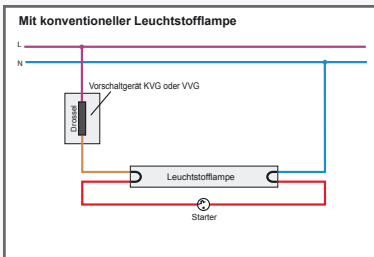 Mit konventioneller Leuchtstofflampe
L
N
Vorschaltgerät KVG oder VVG
Drossel
Leuchtstofflampe
Starter